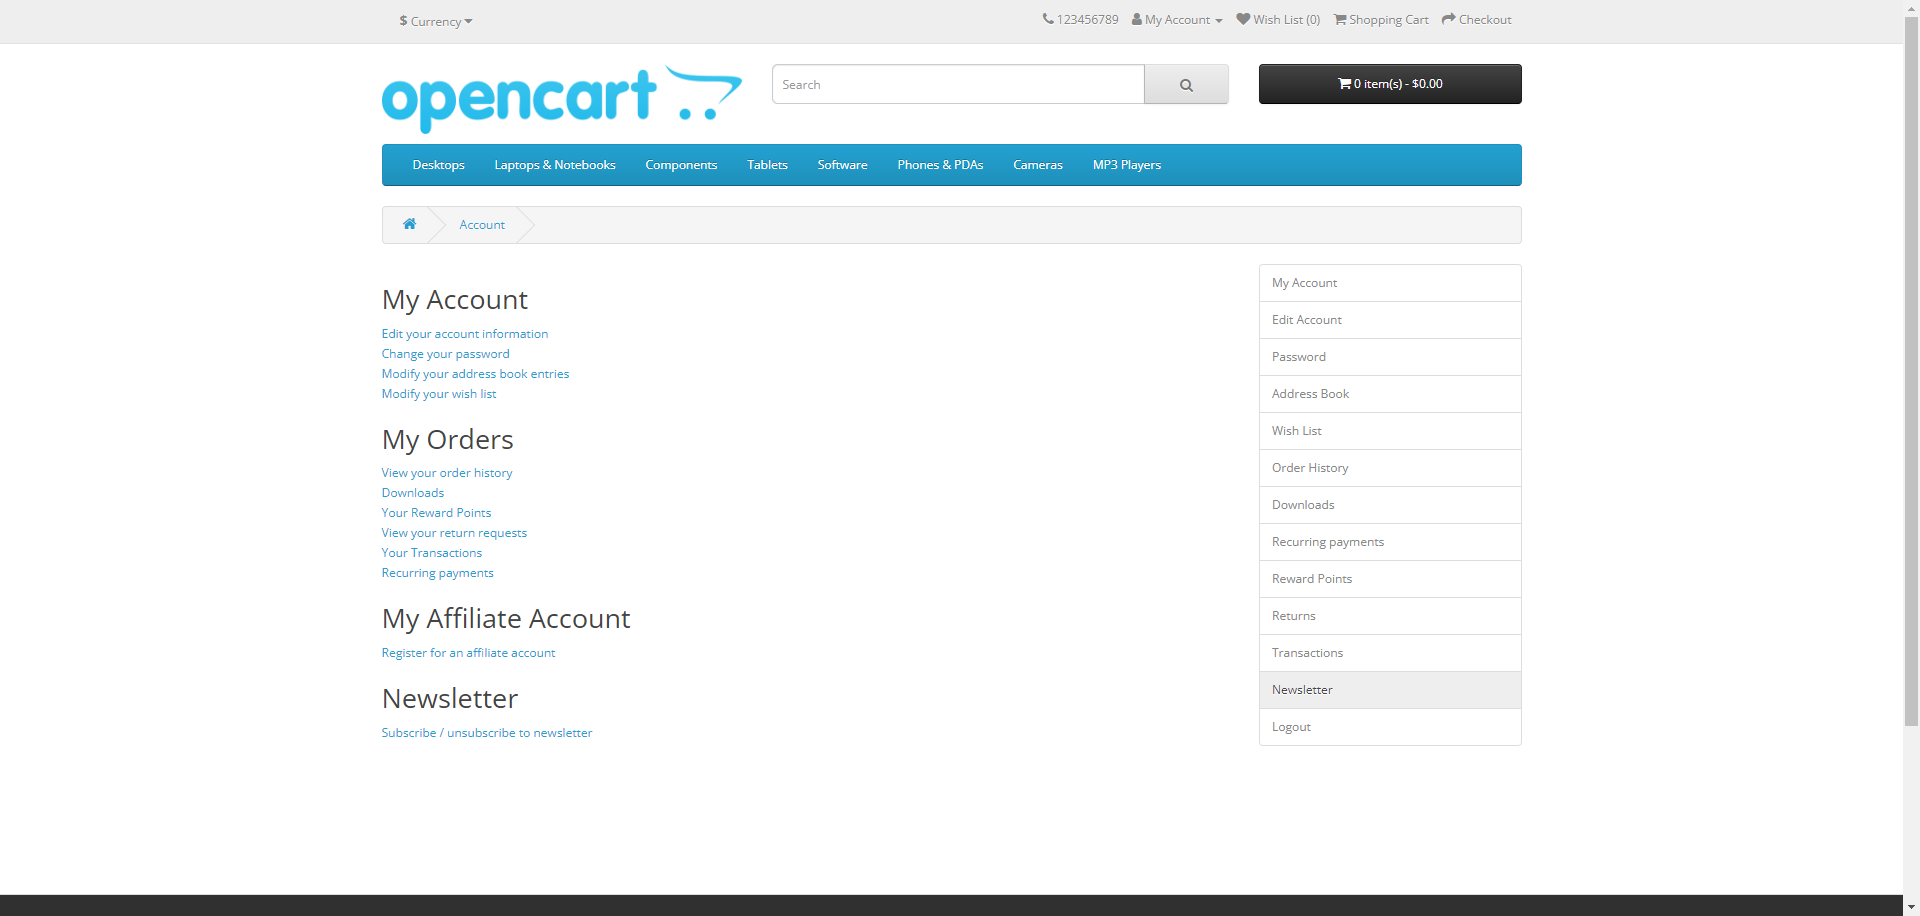 $ Currency
123456789 My Account Wish List (0) Shopping Cart Checkout
opencart
Search
0 item(s) - $0.00
Desktops Laptops & Notebooks Components Tablets Software Phones & PDAs Cameras MP3 Players
Account
My Account
Edit your account information
Change your password
Modify your address book entries
Modify your wish list
My Orders
View your order history
Downloads
Your Reward Points
View your return requests
Your Transactions
Recurring payments
My Affiliate Account
Register for an affiliate account
Newsletter
Subscribe / unsubscribe to newsletter
My Account
Edit Account
Password
Address Book
Wish List
Order History
Downloads
Recurring payments
Reward Points
Returns
Transactions
Newsletter
Logout